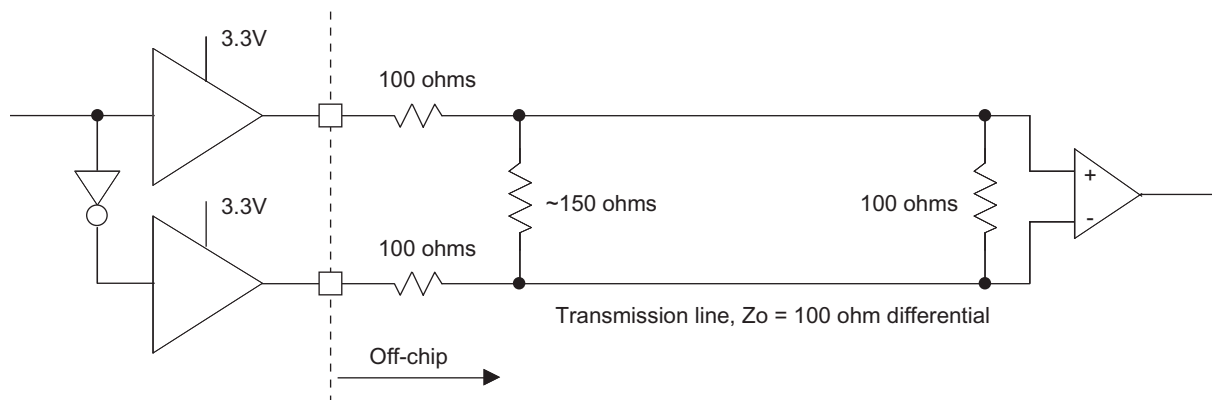 3.3V
100 ohms
3.3V
~150 ohms
100 ohms
+
-
100 ohms
Transmission line, Zo = 100 ohm differential
Off-chip